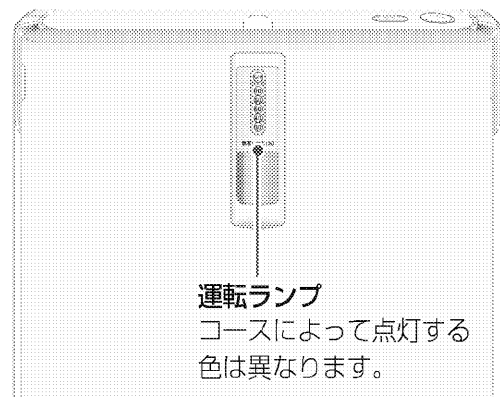 運転ランプ
コースによって点灯する
色は異なります。